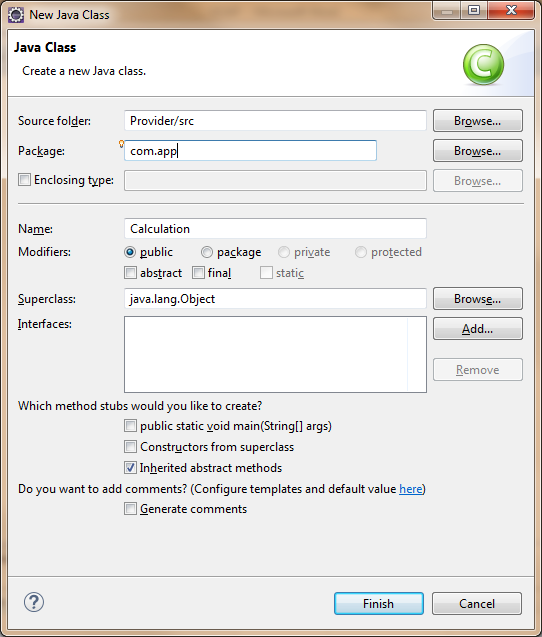 New Java Class
Java Class
Create a new Java class.
C
Source folder: Provider/src Browse...
Package: com.app Browse...
Enclosing type: Browse...
Name: Calculation
Modifiers: public package private protected
abstract final static
Superclass: java.lang.Object Browse...
Interfaces: Add...
Remove
Which method stubs would you like to create?
public static void main(String[] args)
Constructors from superclass
Inherited abstract methods
Do you want to add comments? (Configure templates and default value here)
Generate comments
? Finish Cancel